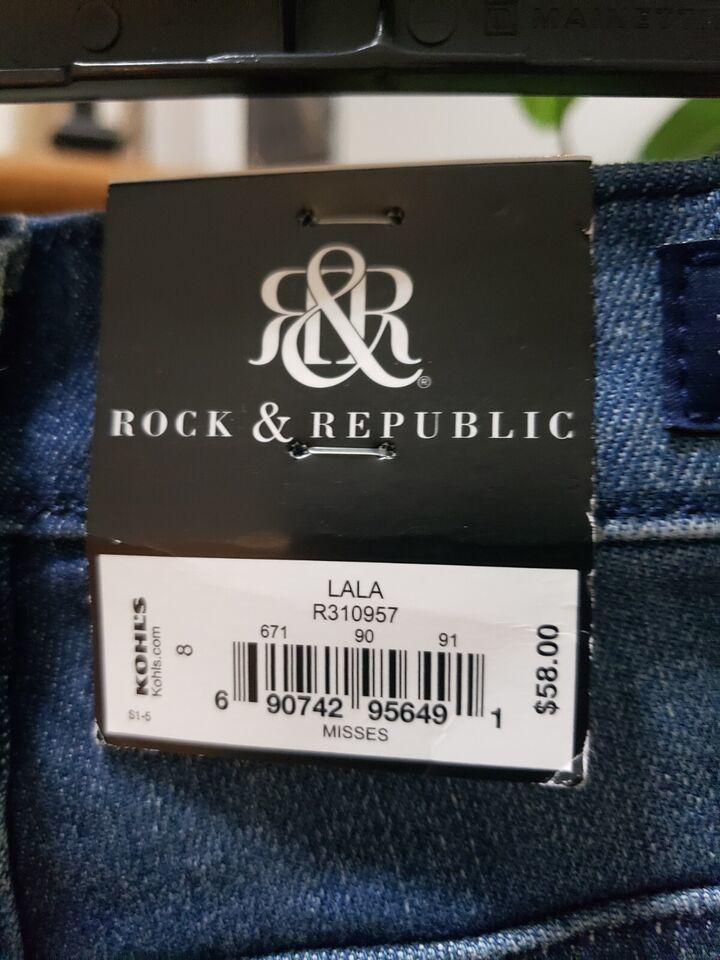 MAINETTI
R&R®
ROCK & REPUBLIC
LALA
R310957
671 90 91
6 90742 95649 1
MISSES
KOHL'S
Kohls.com
8
S1-5
$58.00